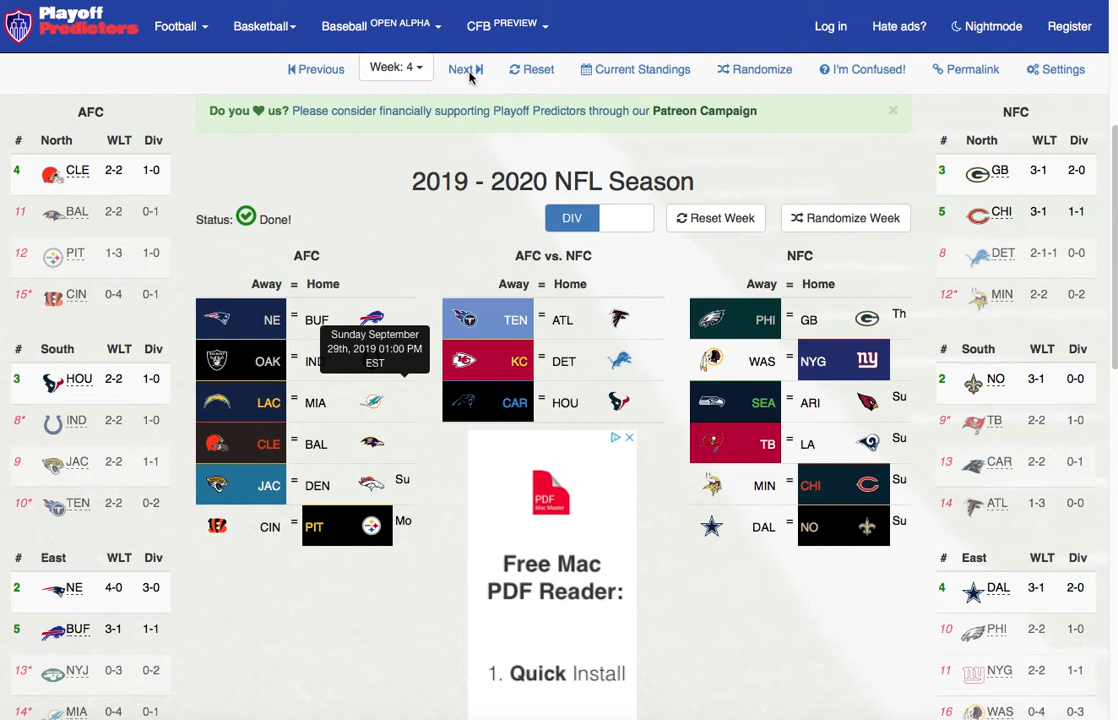 Playoff
Predictors
Football Basketball Baseball OPEN ALPHA CFB PREVIEW Log in Hate ads? Nightmode Register
Previous Week: 4 Next Reset Current Standings Randomize I'm Confused! Permalink Settings
Do you us? Please consider financially supporting Playoff Predictors through our Patreon Campaign ×
AFC
# North WLT Div
4 CLE 2-2 1-0
11 BAL 2-2 0-1
12 PIT 1-3 1-0
15* CIN 0-4 0-1
# South WLT Div
3 HOU 2-2 1-0
8* IND 2-2 1-0
9 JAC 2-2 1-1
10* TEN 2-2 0-2
# East WLT Div
2 NE 4-0 3-0
5 BUF 3-1 1-1
13* NYJ 0-3 0-2
14* MIA 0-4 0-1
2019 - 2020 NFL Season
Status: Done!
DIV Reset Week Randomize Week
AFC
Away = Home
NE = BUF
OAK = IND
LAC = MIA
CLE = BAL
JAC = DEN Su
CIN = PIT Mo
Sunday September
29th, 2019 01:00 PM
EST
AFC vs. NFC
Away = Home
TEN = ATL
KC = DET
CAR = HOU
PDF
Mac Master
Free Mac
PDF Reader:
1. Quick Install
NFC
Away = Home
PHI = GB Th
WAS = NYG ny
SEA = ARI Su
TB = LA Su
MIN = CHI Su
DAL = NO Su
NFC
# North WLT Div
3 GB 3-1 2-0
5 CHI 3-1 1-1
8 DET 2-1-1 0-0
12* MIN 2-2 0-2
# South WLT Div
2 NO 3-1 0-0
9* TB 2-2 1-0
13 CAR 2-2 0-1
14 ATL 1-3 0-0
# East WLT Div
4 DAL 3-1 2-0
10 PHI 2-2 1-0
11 NYG 2-2 1-1
16 WAS 0-4 0-3